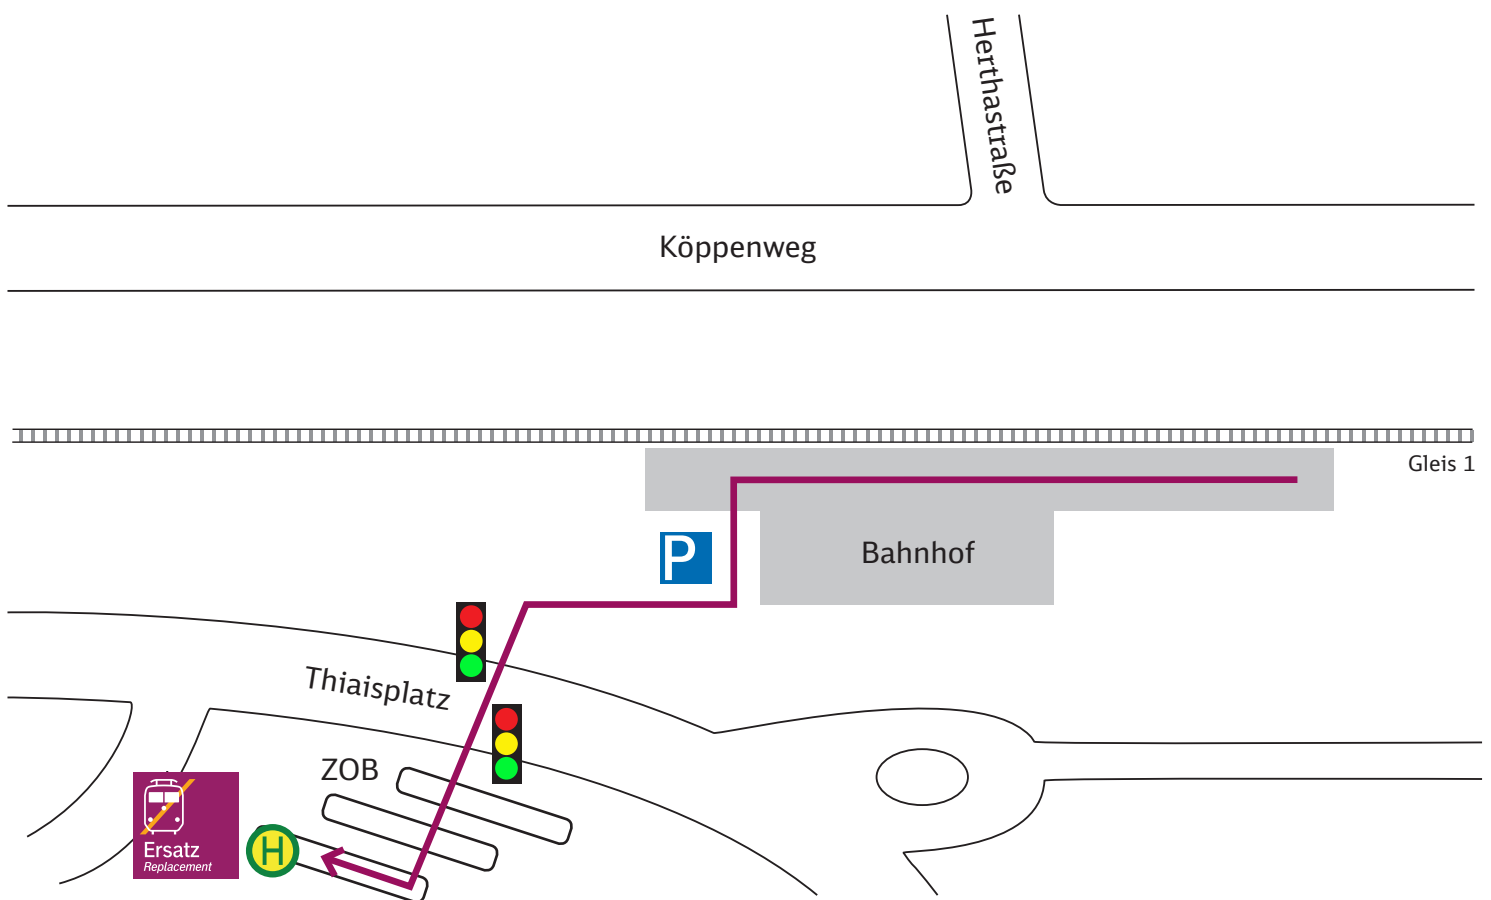 Herthastraße
Köppenweg
Gleis 1
P
Bahnhof
Thiaisplatz
ZOB
H
Ersatz
Replacement